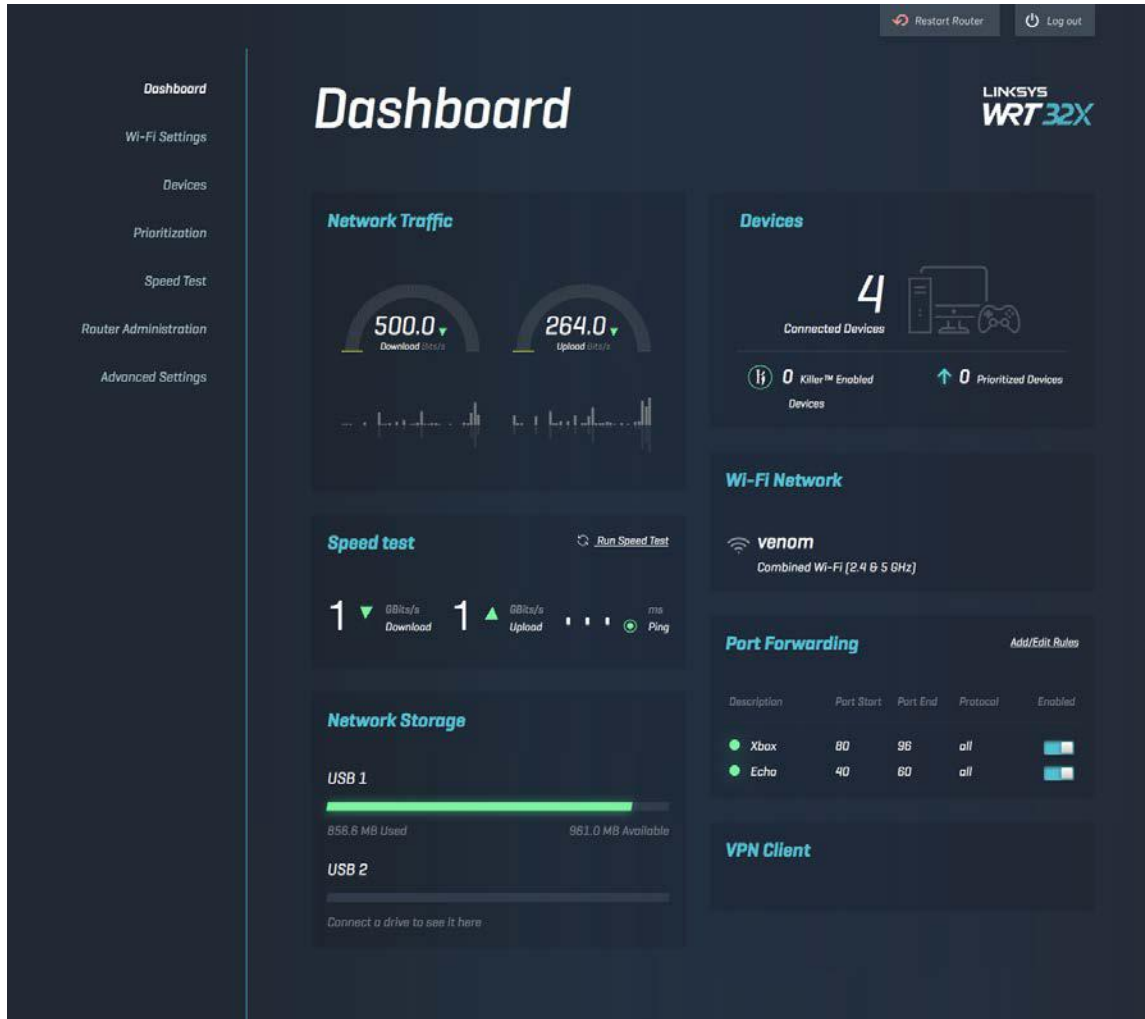 Restart Router
Log out
Dashboard
Wi-Fi Settings
Devices
Prioritization
Speed Test
Router Administration
Advanced Settings
Dashboard
LINKSYS
WRT 32X
Network Traffic
500.0
Download Bits/s
264.0
Upload Bits/s
Devices
4
Connected Devices
0 Killer™ Enabled
Devices
0 Prioritized Devices
Wi-Fi Network
venom
Combined Wi-Fi (2.4 & 5 GHz)
Speed test
Run Speed Test
1 GBits/s
Download
1 GBits/s
Upload
ms
Ping
Port Forwarding
Add/Edit Rules
Description Port Start Port End Protocol Enabled
Xbox 80 96 all
Echo 40 60 all
Network Storage
USB 1
856.6 MB Used 961.0 MB Available
USB 2
Connect a drive to see it here
VPN Client